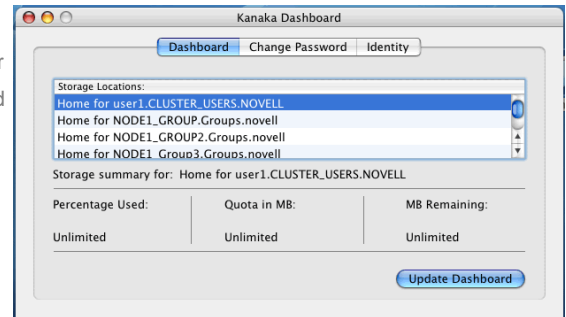 Kanaka Dashboard
Dashboard Change Password Identity
Storage Locations:
Home for user1.CLUSTER_USERS.NOVELL
Home for NODE1_GROUP.Groups.novell
Home for NODE1_GROUP2.Groups.novell
Home for NODE1_Group3.Groups.novell
Storage summary for: Home for user1.CLUSTER_USERS.NOVELL
Percentage Used: Quota in MB: MB Remaining:
Unlimited Unlimited Unlimited
Update Dashboard